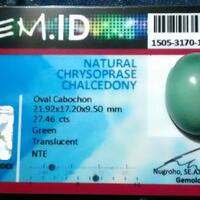 EM.ID
1505-3170-1
NATURAL
CHRYSOPRASE
CHALCEDONY
Oval Cabochon
21.92x17.20x9.50 mm
27.46 cts
Green
Translucent
NTE
Nugroho, SE.A
Gemolo